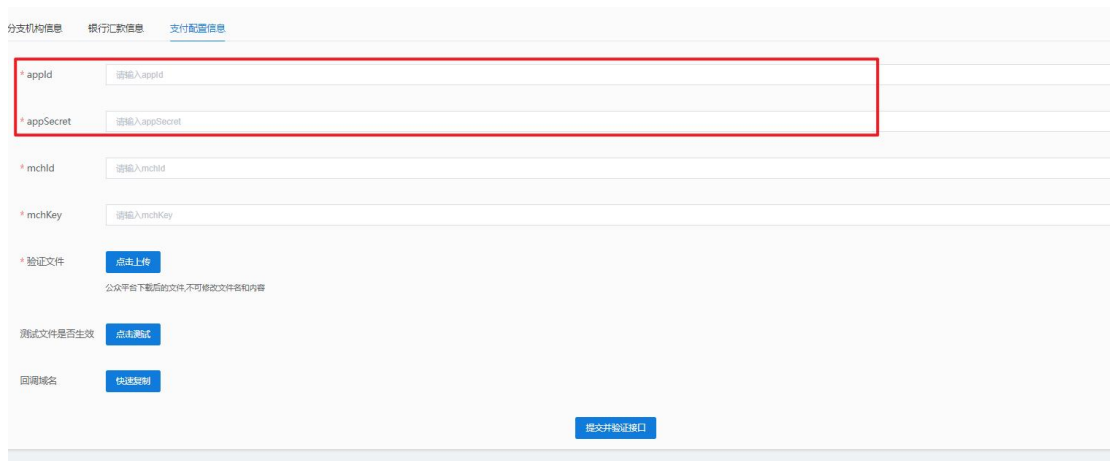 分支机构信息 银行汇款信息 支付配置信息
* appId 请输入appId
* appSecret 请输入appSecret
* mchId 请输入mchId
* mchKey 请输入mchKey
* 验证文件 点击上传
公众平台下载后的文件,不可修改文件名和内容
测试文件是否生效 点击测试
回调域名 快速复制
提交并验证接口